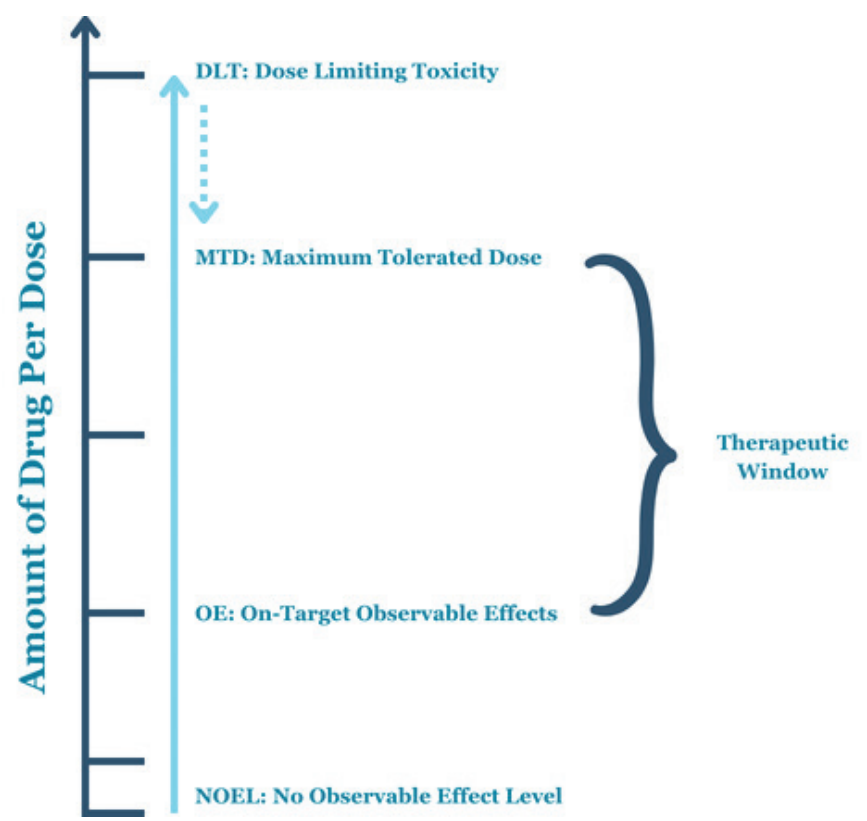 DLT: Dose Limiting Toxicity
MTD: Maximum Tolerated Dose
Amount of Drug Per Dose
Therapeutic
Window
OE: On-Target Observable Effects
NOEL: No Observable Effect Level